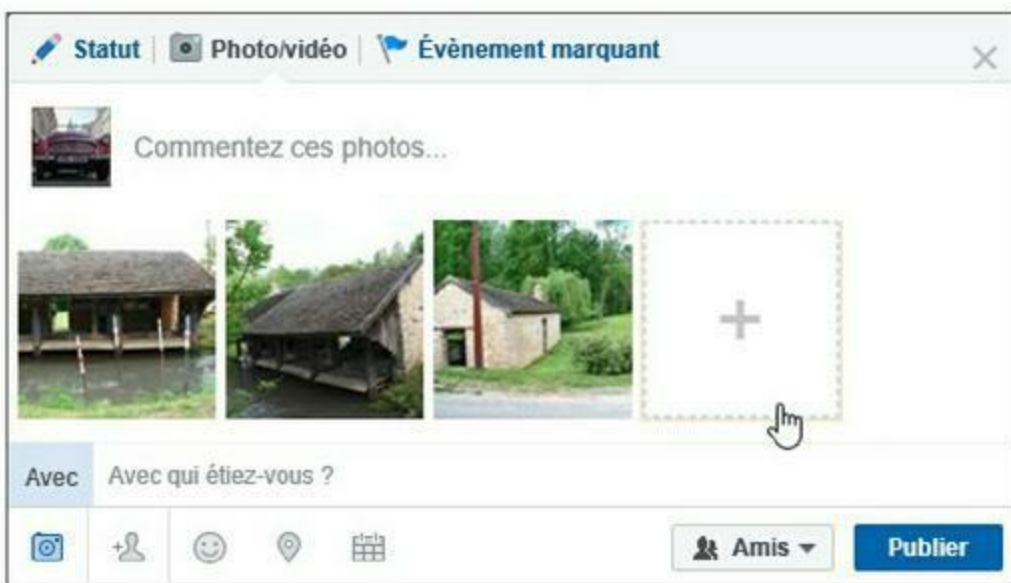 Statut | Photo/vidéo | Évènement marquant
Commentez ces photos...
Avec Avec qui étiez-vous ?
Amis Publier